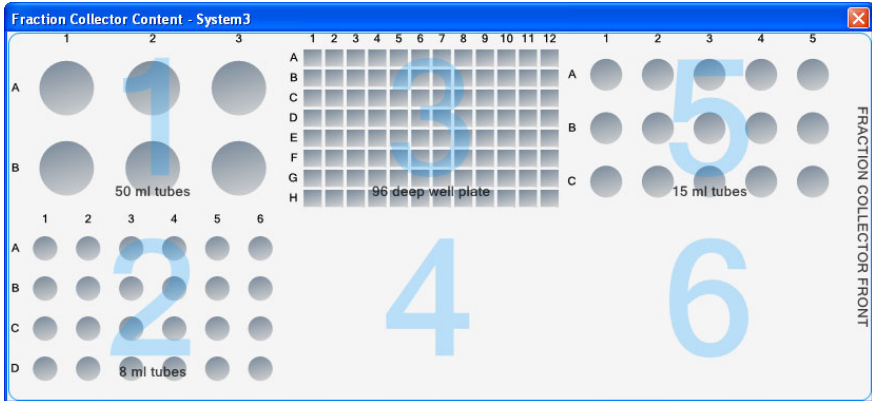 Fraction Collector Content - System3
1 2 3
A
B
1
50 ml tubes
1 2 3 4 5 6 7 8 9 10 11 12
A
B
C
D
E
F
G
H
3
96 deep well plate
1 2 3 4 5
A
B
C
5
15 ml tubes
FRACTION COLLECTOR FRONT
1 2 3 4 5 6
A
B
C
D
2
8 ml tubes
4
6